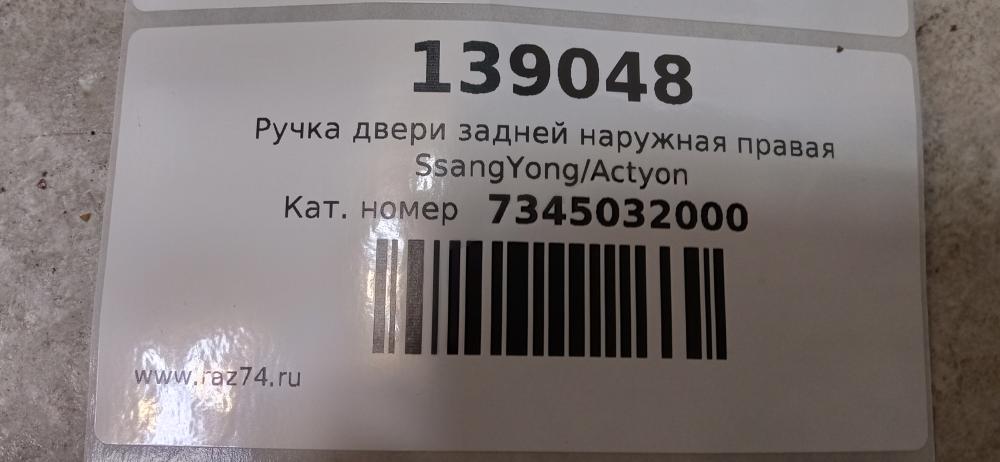 139048
Ручка двери задней наружная правая
SsangYong/Actyon
Кат. номер 7345032000
www.raz74.ru